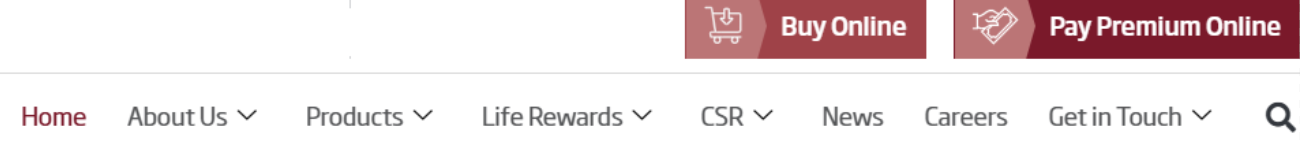 Buy Online Pay Premium Online
Home About Us Products Life Rewards CSR News Careers Get in Touch